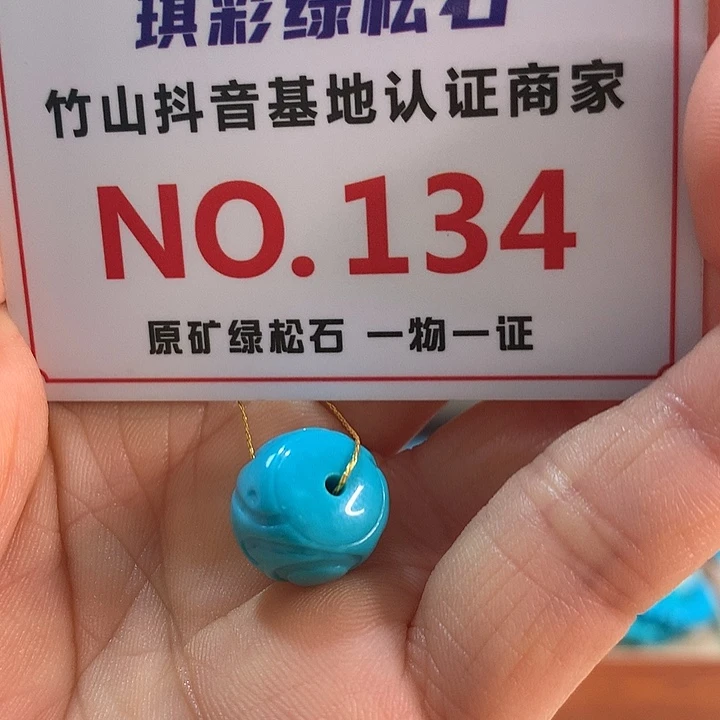 琪彩绿松石
竹山抖音基地认证商家
NO.134
原矿绿松石 一物一证